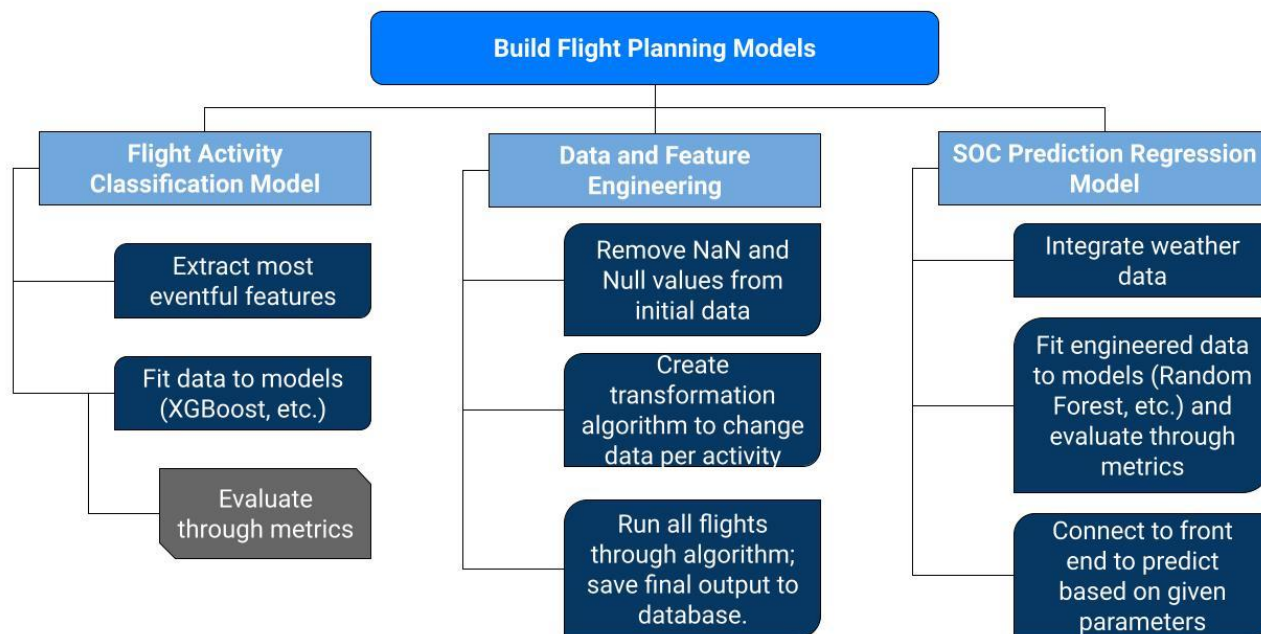 Build Flight Planning Models
Flight Activity
Classification Model
Extract most
eventful features
Fit data to models
(XGBoost, etc.)
Evaluate
through metrics
Data and Feature
Engineering
Remove NaN and
Null values from
initial data
Create
transformation
algorithm to change
data per activity
Run all flights
through algorithm;
save final output to
database.
SOC Prediction Regression
Model
Integrate weather
data
Fit engineered data
to models (Random
Forest, etc.) and
evaluate through
metrics
Connect to front
end to predict
based on given
parameters